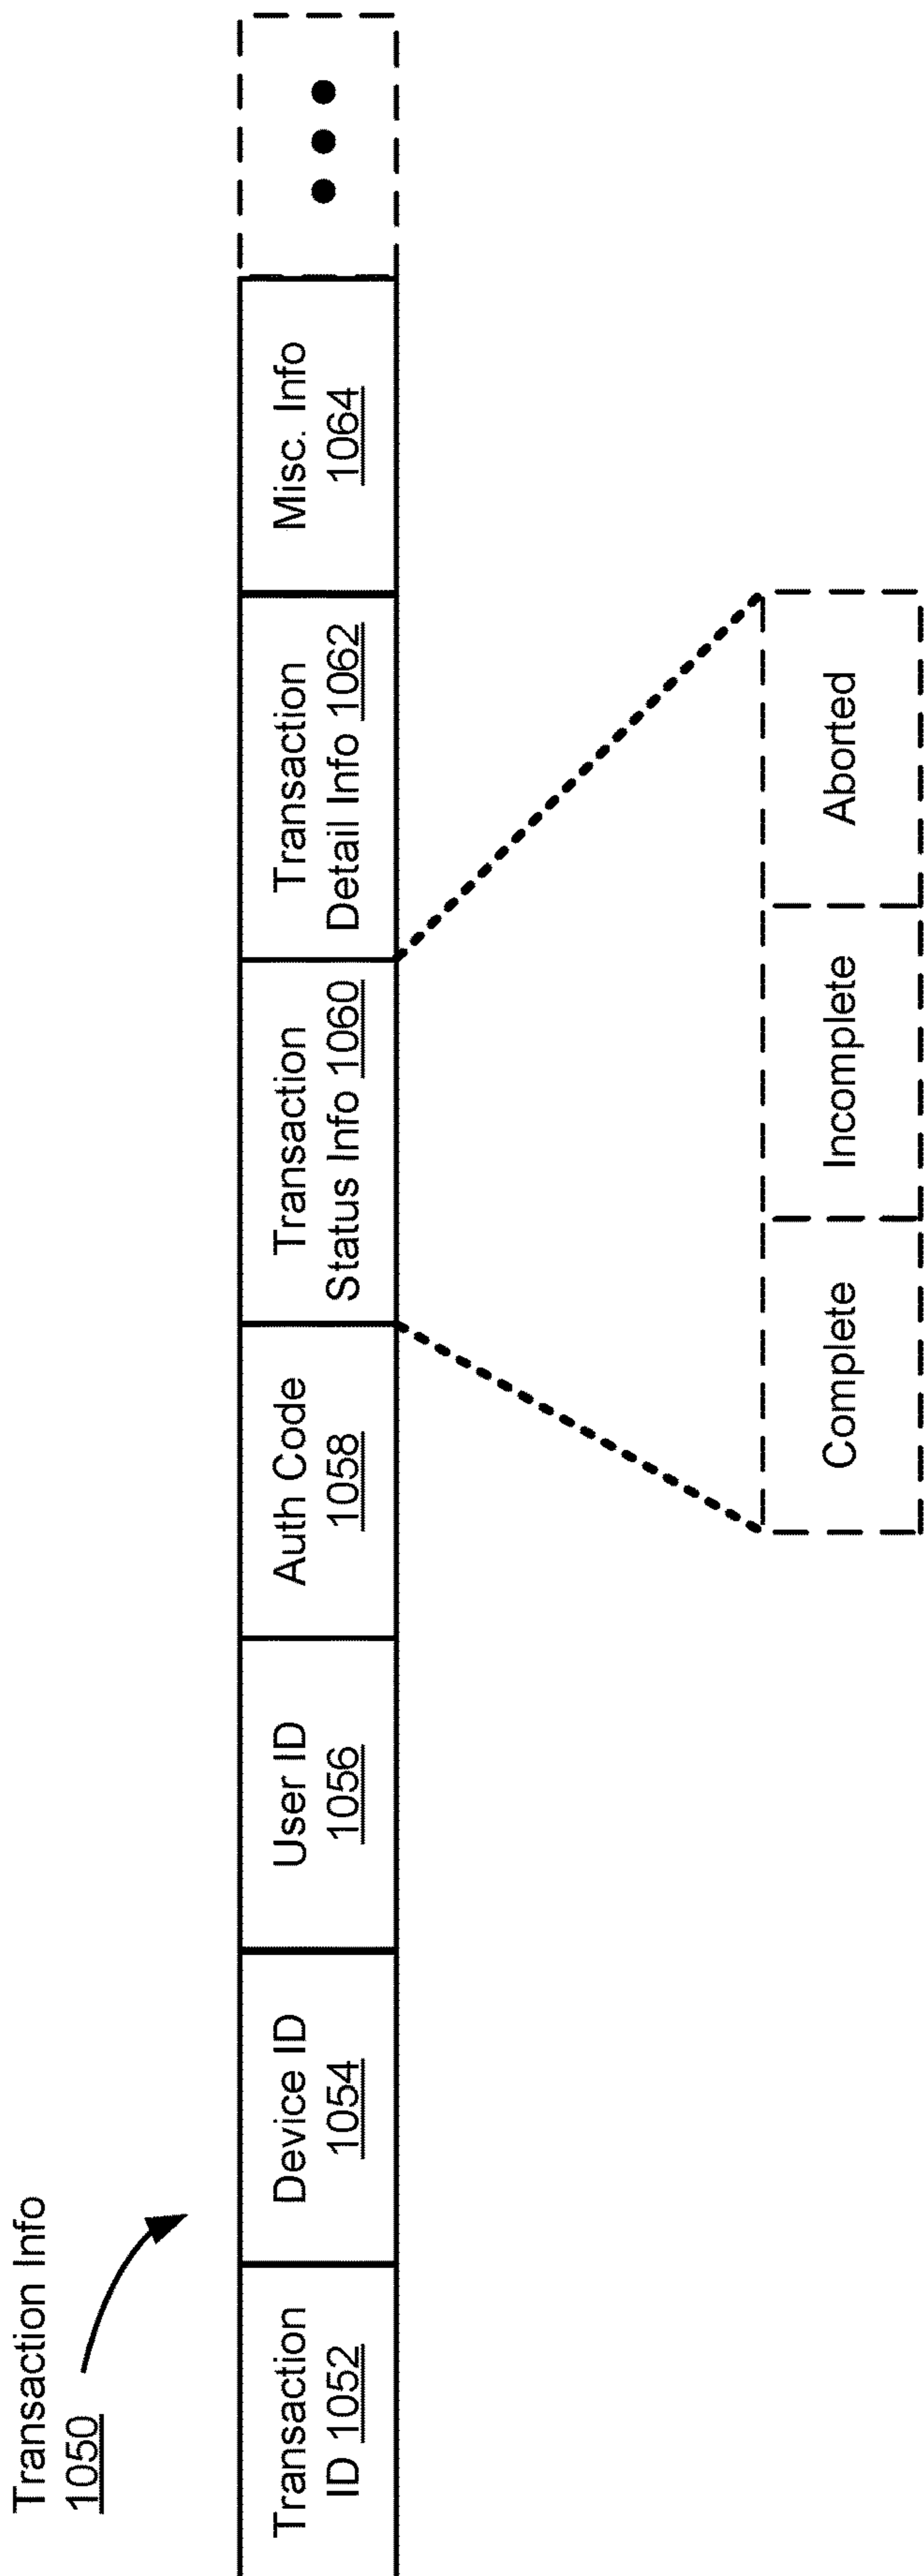 Transaction Info
1050
Transaction
ID 1052
Device ID
1054
User ID
1056
Auth Code
1058
Transaction
Status Info 1060
Transaction
Detail Info 1062
Misc. Info
1064
Complete
Incomplete
Aborted